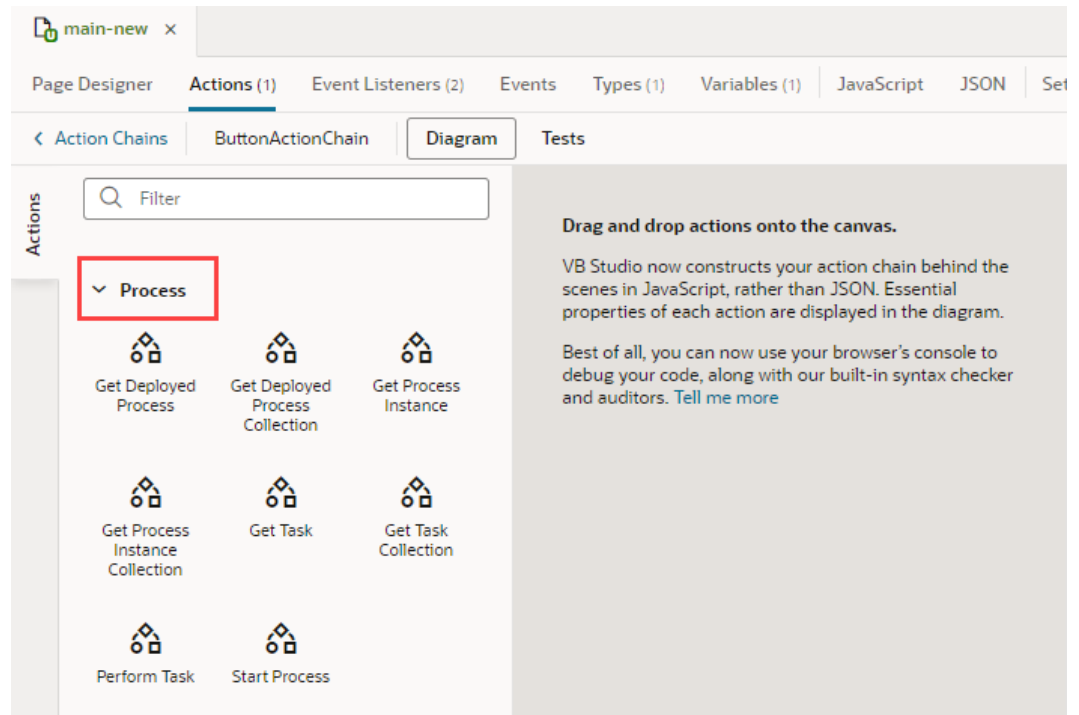 main-new ×
Page Designer Actions (1) Event Listeners (2) Events Types (1) Variables (1) JavaScript JSON Set
Action Chains ButtonActionChain Diagram Tests
Actions
Filter
Process
Get Deployed
Process
Get Deployed
Process
Collection
Get Process
Instance
Get Process
Instance
Collection
Get Task
Get Task
Collection
Perform Task
Start Process
Drag and drop actions onto the canvas.
VB Studio now constructs your action chain behind the
scenes in JavaScript, rather than JSON. Essential
properties of each action are displayed in the diagram.
Best of all, you can now use your browser's console to
debug your code, along with our built-in syntax checker
and auditors. Tell me more